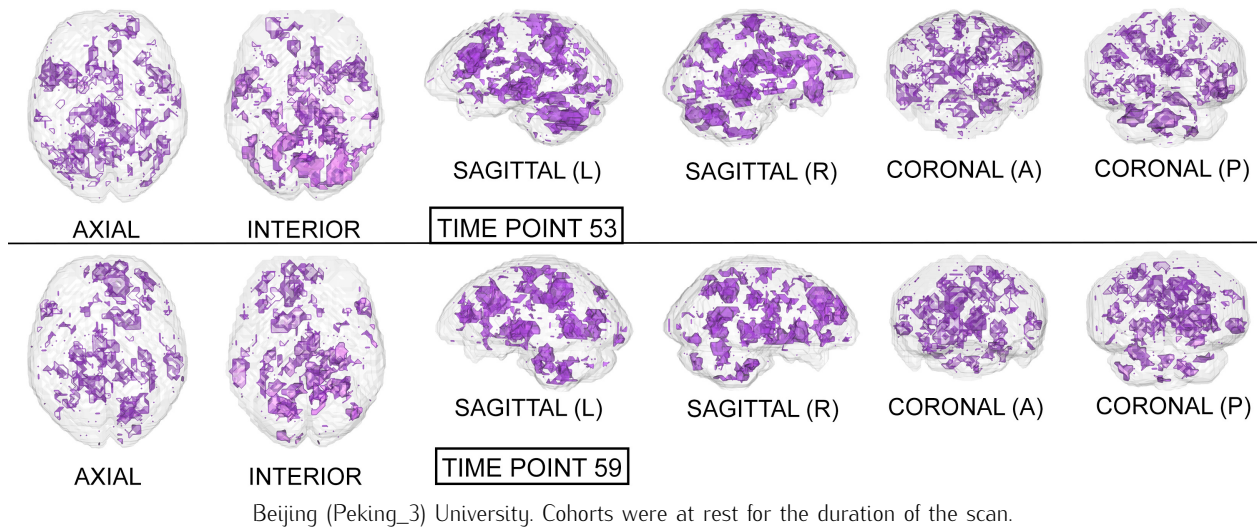 SAGITTAL (L)
SAGITTAL (R)
CORONAL (A)
CORONAL (P)
AXIAL
INTERIOR
TIME POINT 53
SAGITTAL (L)
SAGITTAL (R)
CORONAL (A)
CORONAL (P)
AXIAL
INTERIOR
TIME POINT 59
Beijing (Peking_3) University. Cohorts were at rest for the duration of the scan.